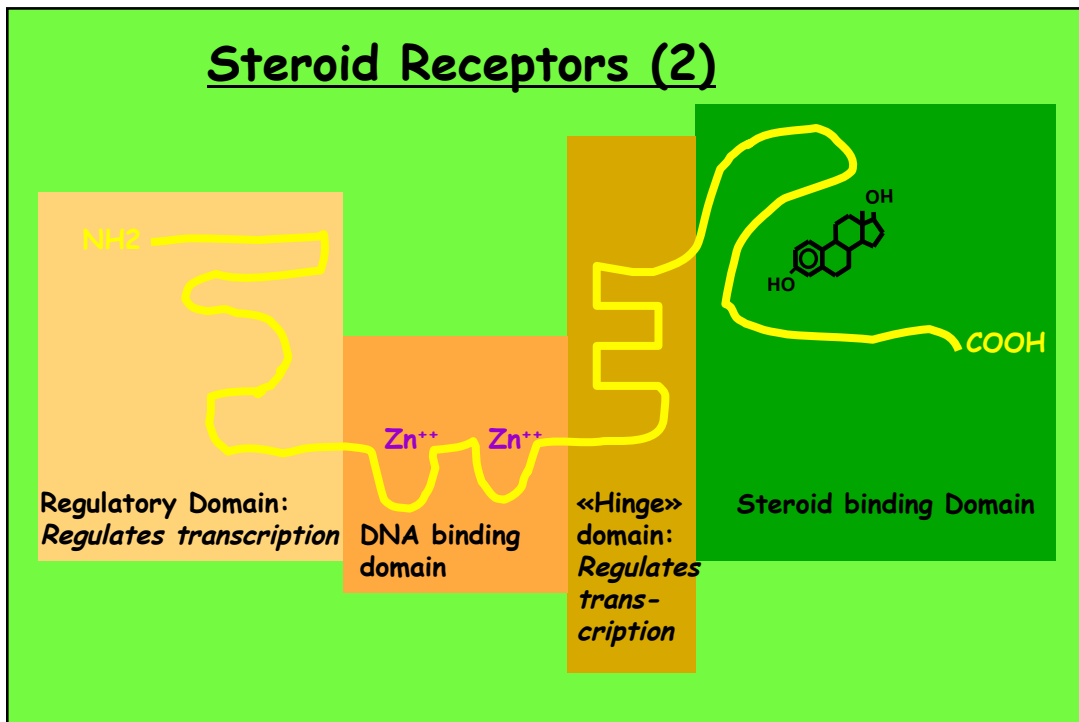 Steroid Receptors (2)
NH2
OH
HO
COOH
Zn⁺⁺ Zn⁺⁺
Regulatory Domain:
Regulates transcription
DNA binding
domain
«Hinge»
domain:
Regulates
trans-
cription
Steroid binding Domain